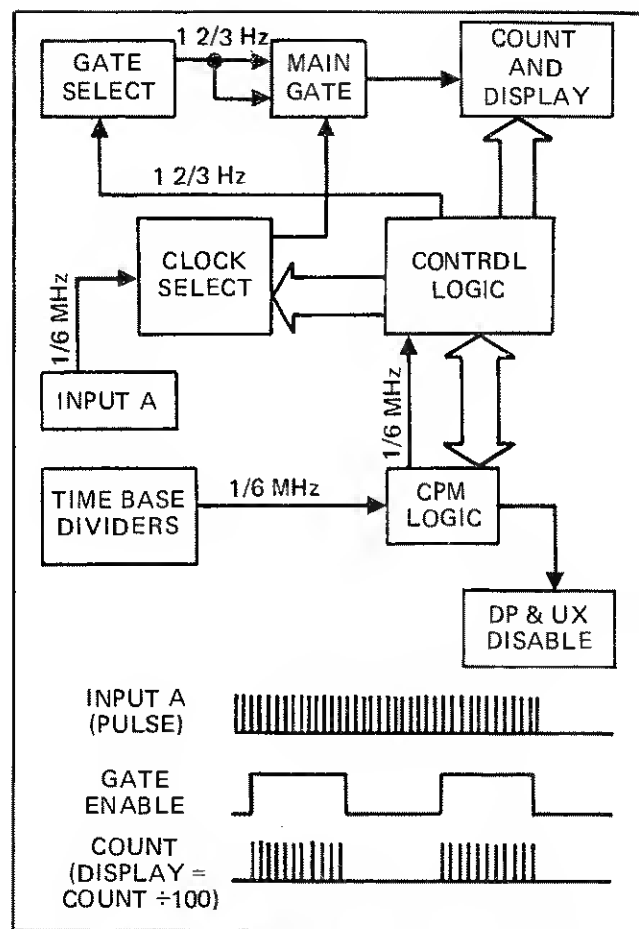 1 2/3 Hz
GATE
SELECT
MAIN
GATE
COUNT
AND
DISPLAY
1 2/3 Hz
CLOCK
SELECT
CONTRDL
LOGIC
1/6 MHz
INPUT A
1/6 MHz
TIME BASE
DIVIDERS
1/6 MHz
CPM
LOGIC
DP & UX
DISABLE
INPUT A
(PULSE)
GATE
ENABLE
COUNT
(DISPLAY =
COUNT ÷100)